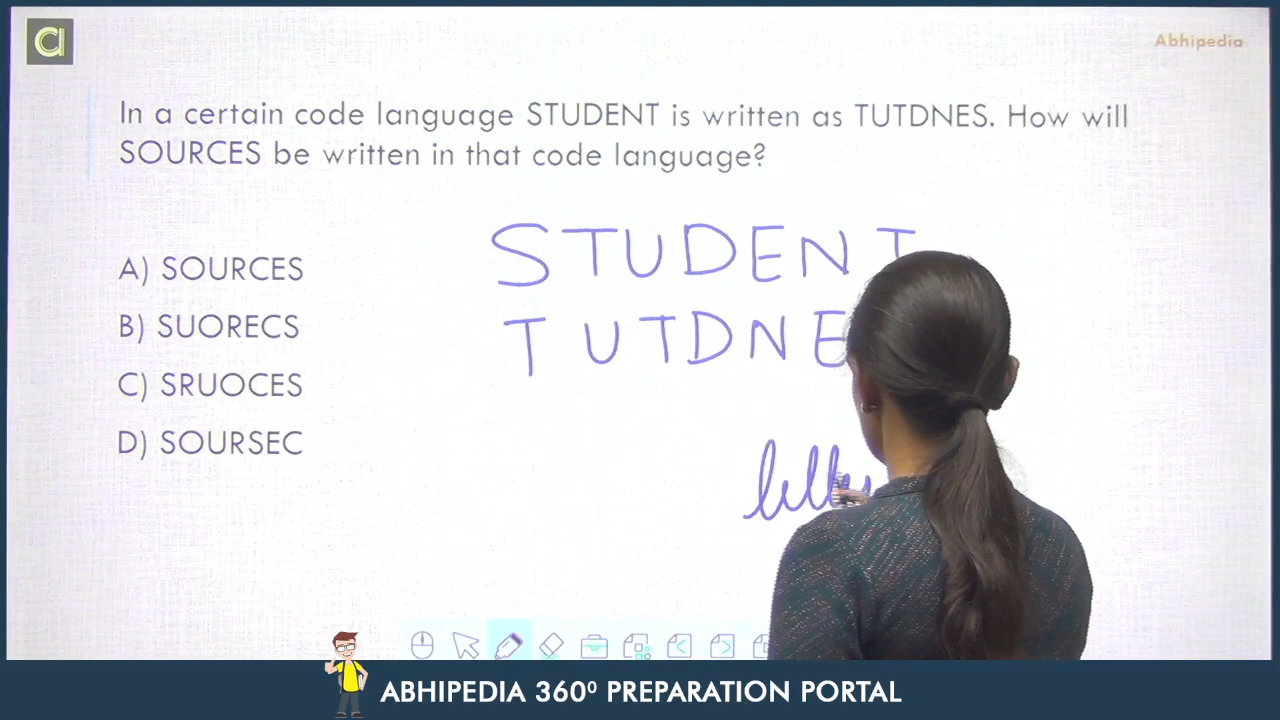 Abhipedia
In a certain code language STUDENT is written as TUTDNES. How will
SOURCES be written in that code language?
STUDENT
A) SOURCES
TUTDNE
B) SUORECS
C) SRUOCES
D) SOURSEC
ABHIPEDIA 360⁰ PREPARATION PORTAL